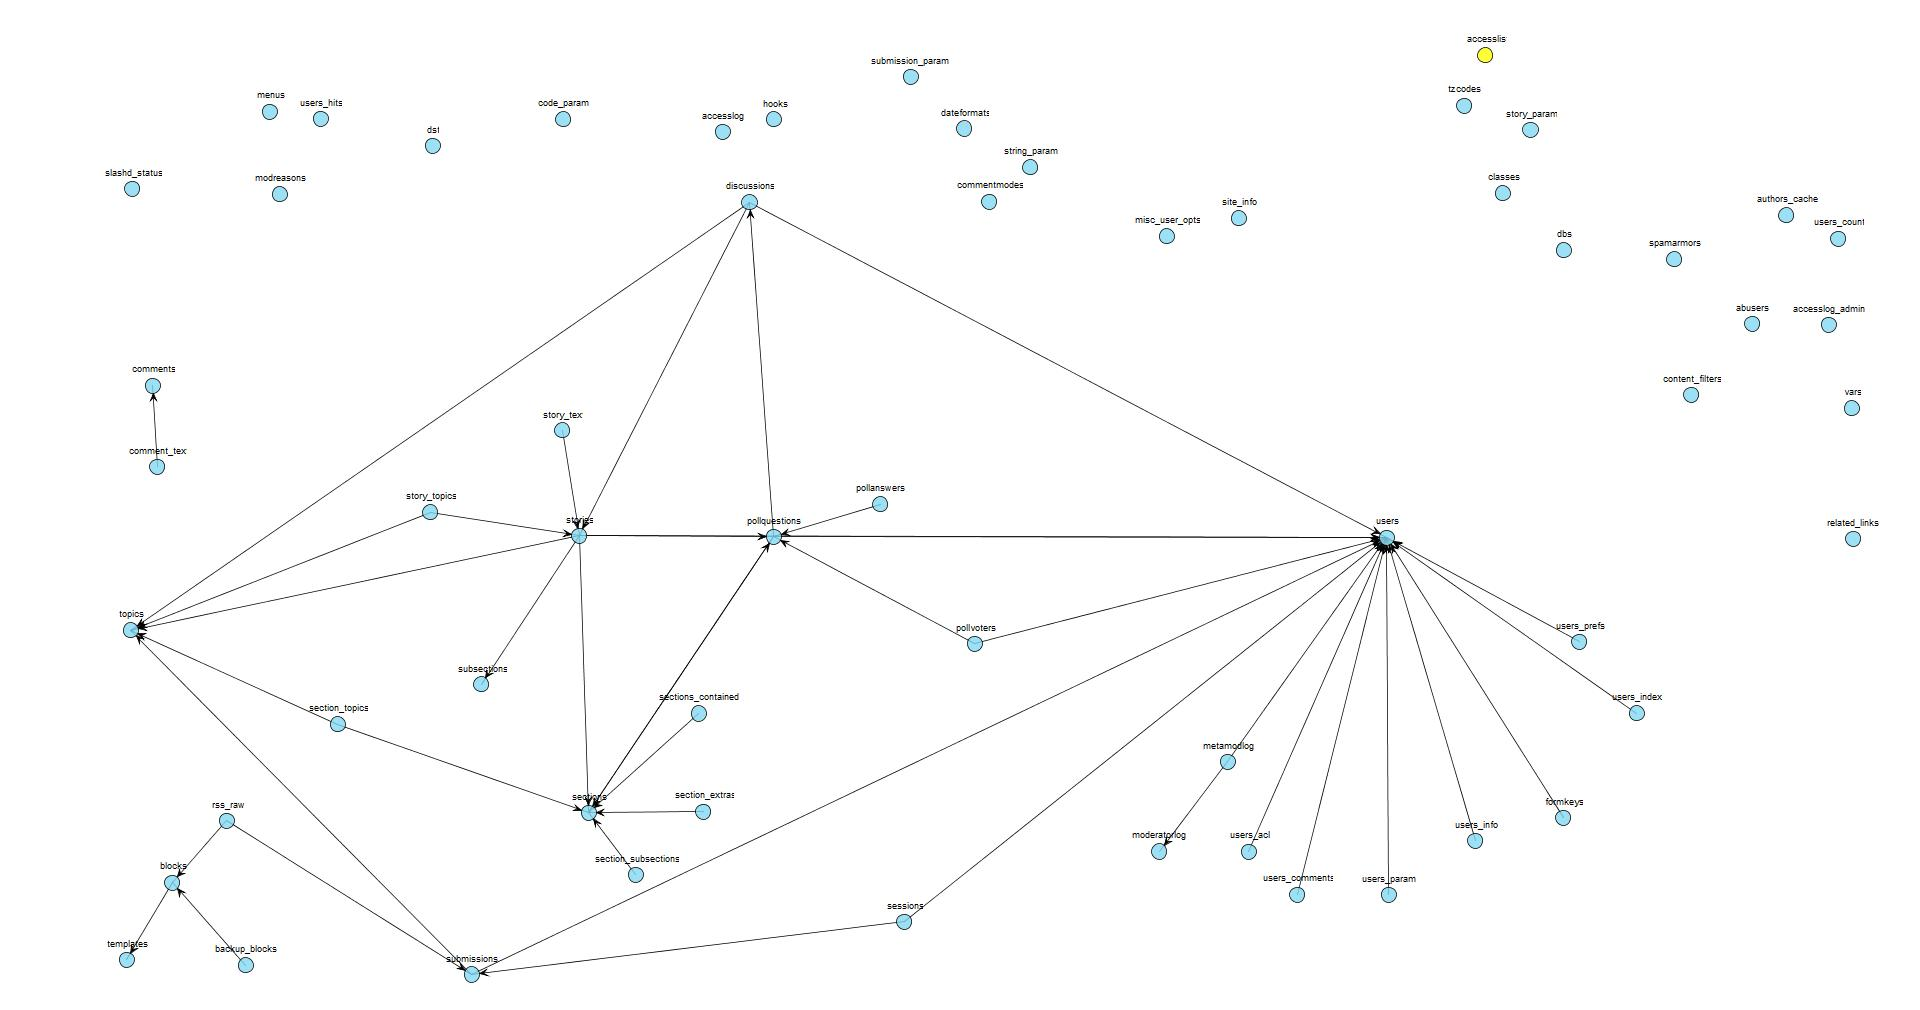 accesslis
submission_param
tzcodes
menus
users_hits
code_param
hooks
accesslog
dateformats
story_param
dst
string_param
slashd_status
modreasons
discussions
commentmodes
classes
site_info
misc_user_opts
authors_cache
users_count
dbs
spamarmors
abusers
accesslog_admin
comments
content_filters
vars
story_tex
comment_tex
story_topics
pollanswers
stories
pollquestions
users
related_links
topics
pollvoters
users_prefs
subsections
sections_contained
users_index
section_topics
metamodlog
sections
section_extras
rss_raw
formkeys
moderatorlog
users_acl
users_info
section_subsections
blocks
users_comments
users_param
sessions
templates
backup_blocks
submissions